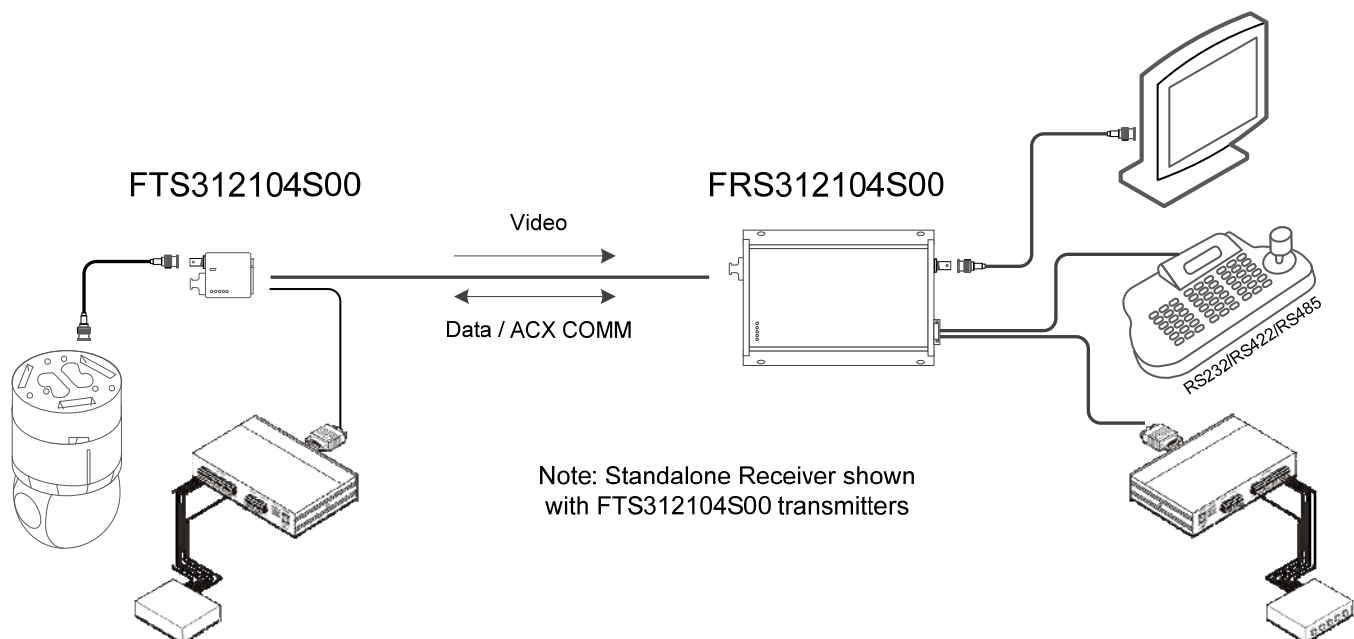 FTS312104S00
FRS312104S00
Video
Data / ACX COMM
RS232/RS422/RS485
Note: Standalone Receiver shown
with FTS312104S00 transmitters